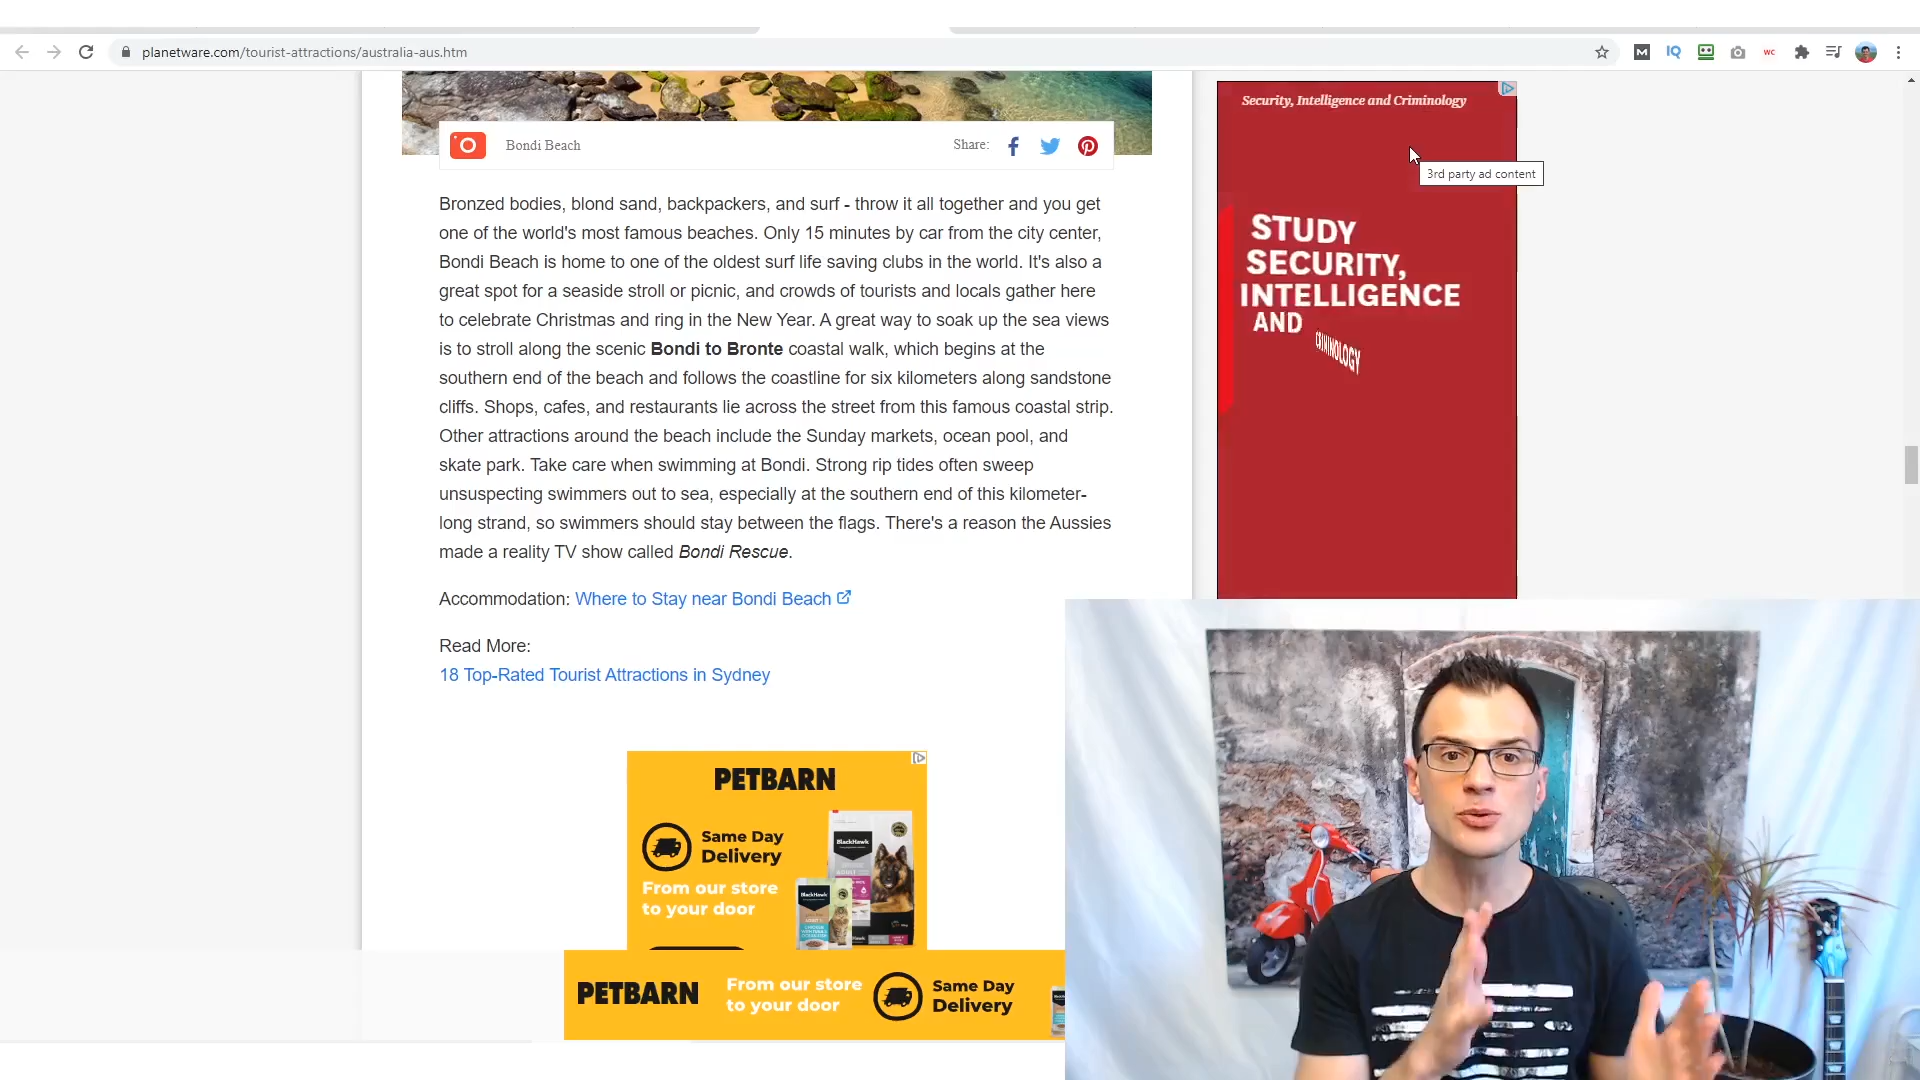 planetware.com/tourist-attractions/australia-aus.htm
M
IQ
WC
Security, Intelligence and Criminology
3rd party ad content
STUDY
SECURITY,
INTELLIGENCE
AND
CRIMINOLOGY
Bondi Beach
Share:
Bronzed bodies, blond sand, backpackers, and surf - throw it all together and you get
one of the world's most famous beaches. Only 15 minutes by car from the city center,
Bondi Beach is home to one of the oldest surf life saving clubs in the world. It's also a
great spot for a seaside stroll or picnic, and crowds of tourists and locals gather here
to celebrate Christmas and ring in the New Year. A great way to soak up the sea views
is to stroll along the scenic Bondi to Bronte coastal walk, which begins at the
southern end of the beach and follows the coastline for six kilometers along sandstone
cliffs. Shops, cafes, and restaurants lie across the street from this famous coastal strip.
Other attractions around the beach include the Sunday markets, ocean pool, and
skate park. Take care when swimming at Bondi. Strong rip tides often sweep
unsuspecting swimmers out to sea, especially at the southern end of this kilometer-
long strand, so swimmers should stay between the flags. There's a reason the Aussies
made a reality TV show called Bondi Rescue.
Accommodation: Where to Stay near Bondi Beach
Read More:
18 Top-Rated Tourist Attractions in Sydney
PETBARN
Same Day
Delivery
From our store
to your door
BlackHawk
BlackHawk
PETBARN
From our store
to your door
Same Day
Delivery